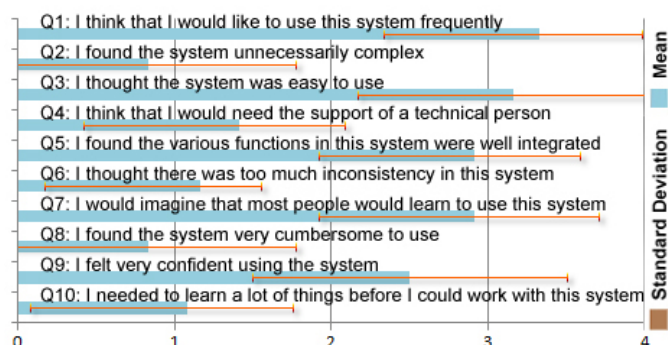 Q1: I think that I would like to use this system frequently
Q2: I found the system unnecessarily complex
Q3: I thought the system was easy to use
Q4: I think that I would need the support of a technical person
Q5: I found the various functions in this system were well integrated
Q6: I thought there was too much inconsistency in this system
Q7: I would imagine that most people would learn to use this system
Q8: I found the system very cumbersome to use
Q9: I felt very confident using the system
Q10: I needed to learn a lot of things before I could work with this system
0 1 2 3 4
Mean
Standard Deviation